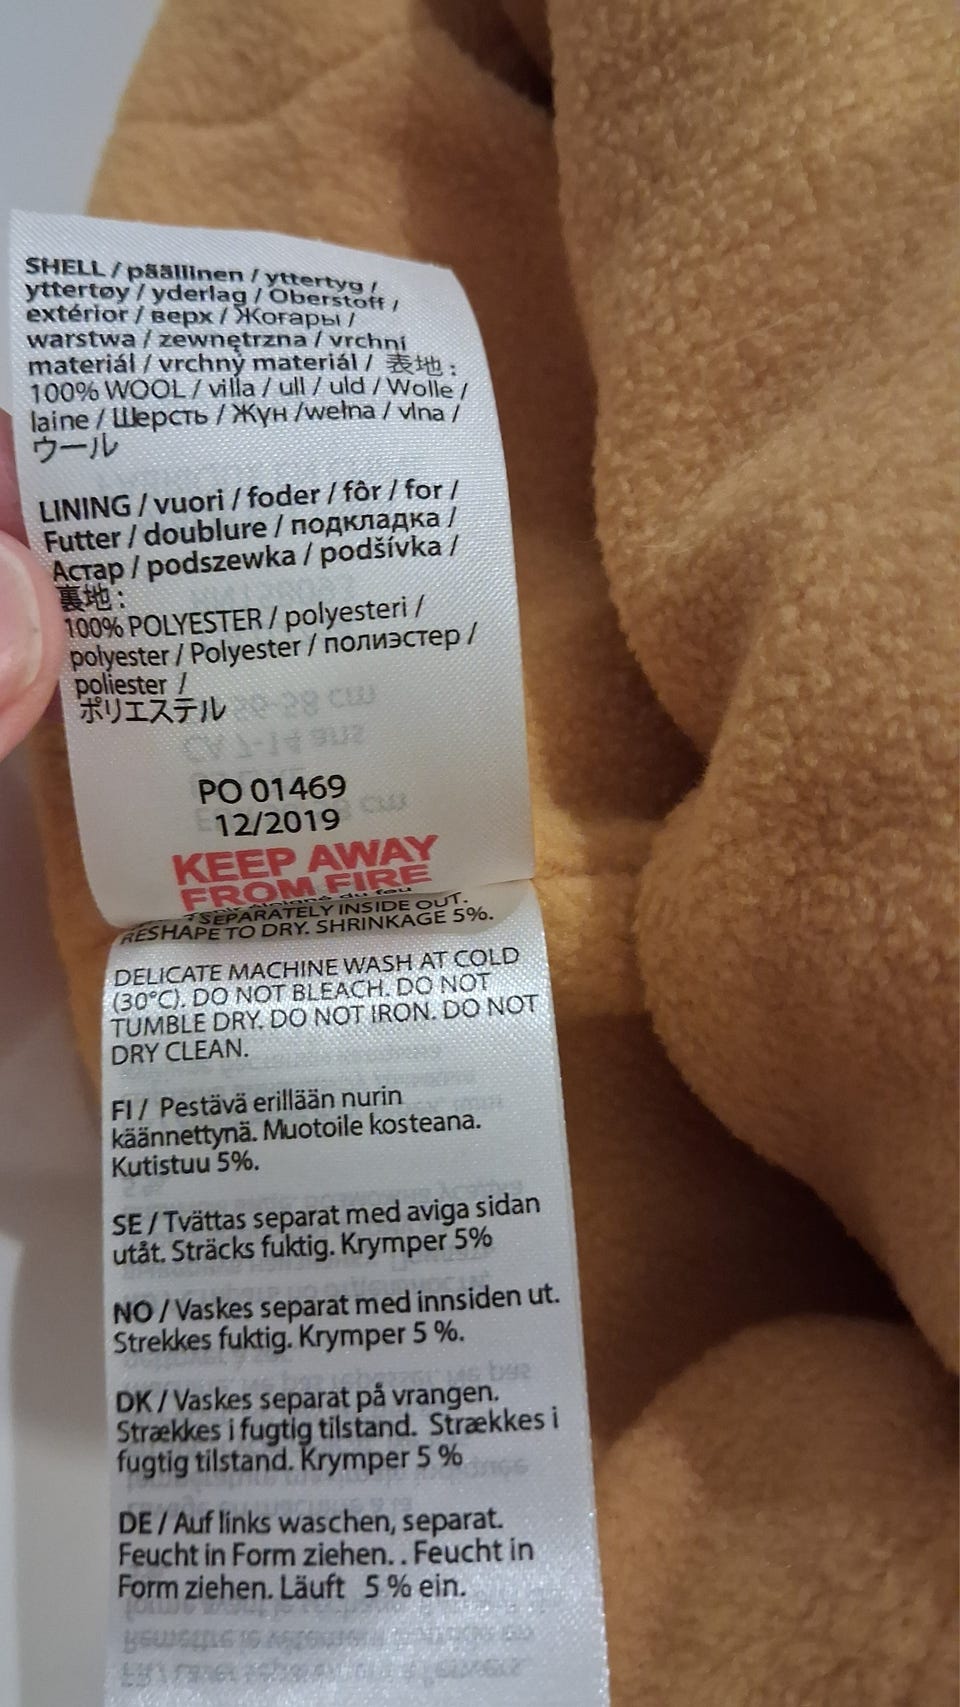 SHELL / päällinen / yttertyg /
yttertøy / yderlag / Oberstoff /
extérior / верх / Жоғары /
warstwa / zewnętrzna / vrchní
materiál / vrchný materiál / 表地 :
100% WOOL / villa / ull / uld / Wolle /
laine / Шерсть / Жүн /wełna / vlna /
ウール
LINING / vuori / foder / fôr / for /
Futter / doublure / подкладка /
Астар / podszewka / podšívka /
裏地 :
100% POLYESTER / polyesteri /
polyester / Polyester / полиэстер /
poliester /
ポリエステル
PO 01469
12/2019
KEEP AWAY
FROM FIRE
du feu
SEPARATELY INSIDE OUT.
RESHAPE TO DRY. SHRINKAGE 5%.
DELICATE MACHINE WASH AT COLD
(30°C). DO NOT BLEACH. DO NOT
TUMBLE DRY. DO NOT IRON. DO NOT
DRY CLEAN.
FI / Pestävä erillään nurin
käännettynä. Muotoile kosteana.
Kutistuu 5%.
SE / Tvättas separat med aviga sidan
utåt. Sträcks fuktig. Krymper 5%
NO / Vaskes separat med innsiden ut.
Strekkes fuktig. Krymper 5 %.
DK / Vaskes separat på vrangen.
Strækkes i fugtig tilstand. Strækkes i
fugtig tilstand. Krymper 5 %
DE / Auf links waschen, separat.
Feucht in Form ziehen. . Feucht in
Form ziehen. Läuft 5 % ein.